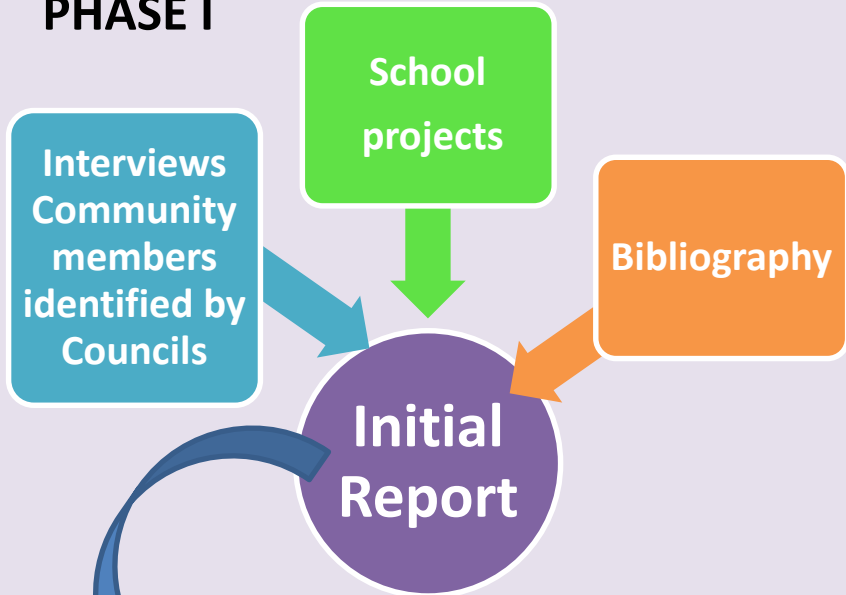 PHASE I
School
projects
Interviews
Community
members
identified by
Councils
Bibliography
Initial
Report